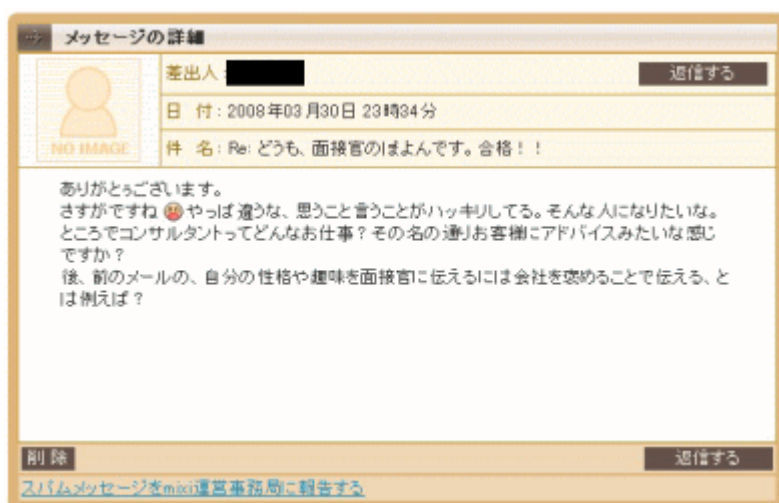 メッセージの詳細
NO IMAGE
差出人：
返信する
日 付：2008年03月30日 23時34分
件 名：Re: どうも、面接官のぽよんです。合格！！
ありがとぅございます。
さすがですねやっぱ違うな、思うこと言うことがハッキリしてる。そんな人になりたいな。
ところでコンサルタントってどんなお仕事？その名の通りお客様にアドバイスみたいな感じ
ですか？
後、前のメールの、自分の性格や趣味を面接官に伝えるには会社を褒めることで伝える、と
は例えば？
削 除
返信する
スパムメッセージをmixi運営事務局に報告する